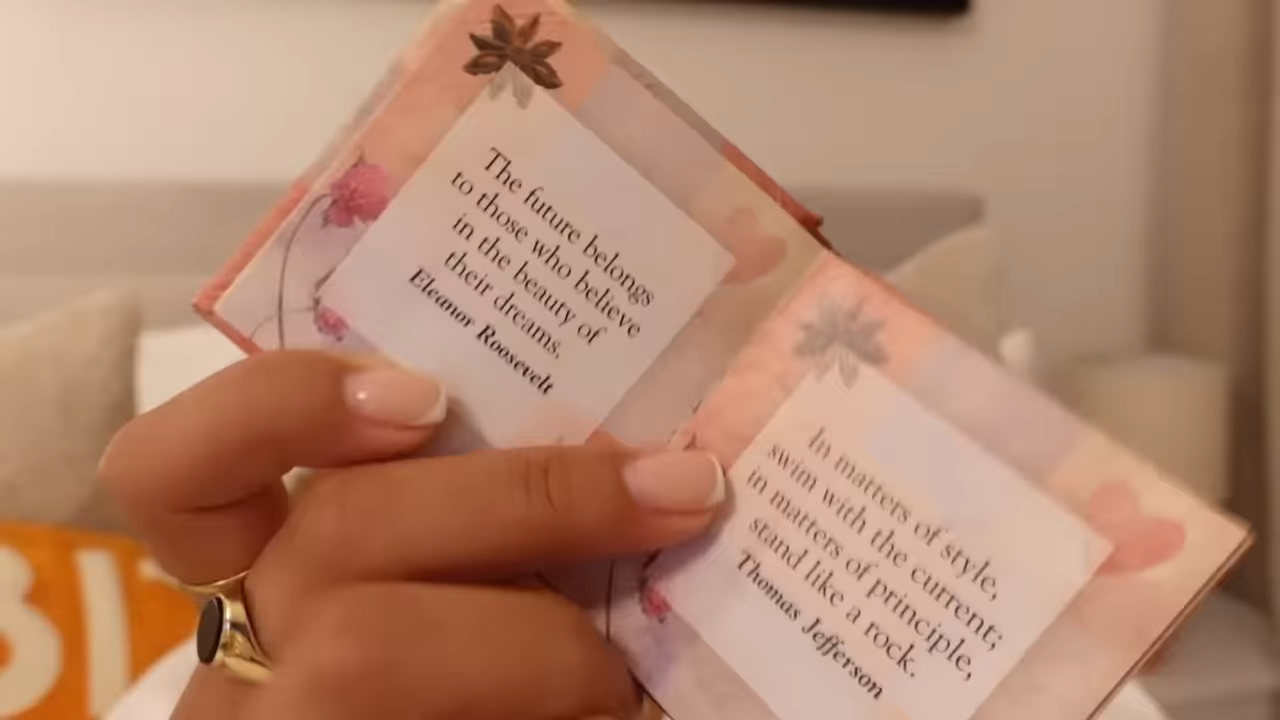 The future belongs
to those who believe
in the beauty of
their dreams.
Eleanor Roosevelt
In matters of style,
swim with the current;
in matters of principle,
stand like a rock.
Thomas Jefferson